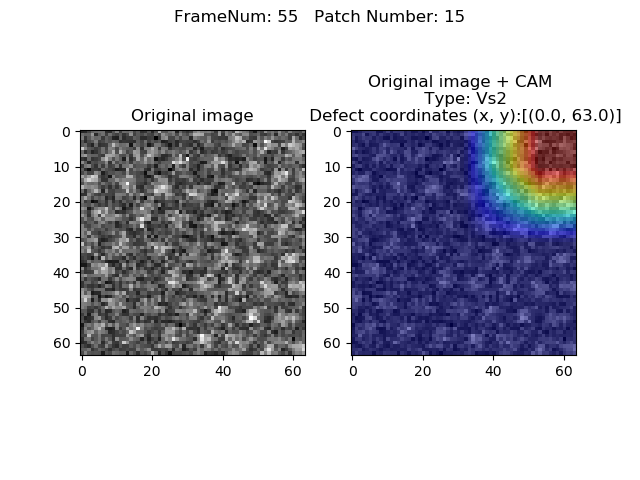 FrameNum: 55   Patch Number: 15
Original image
0
10
20
30
40
50
60
0 20 40 60
Original image + CAM
Type: Vs2
Defect coordinates (x, y):[(0.0, 63.0)]
0
10
20
30
40
50
60
0 20 40 60